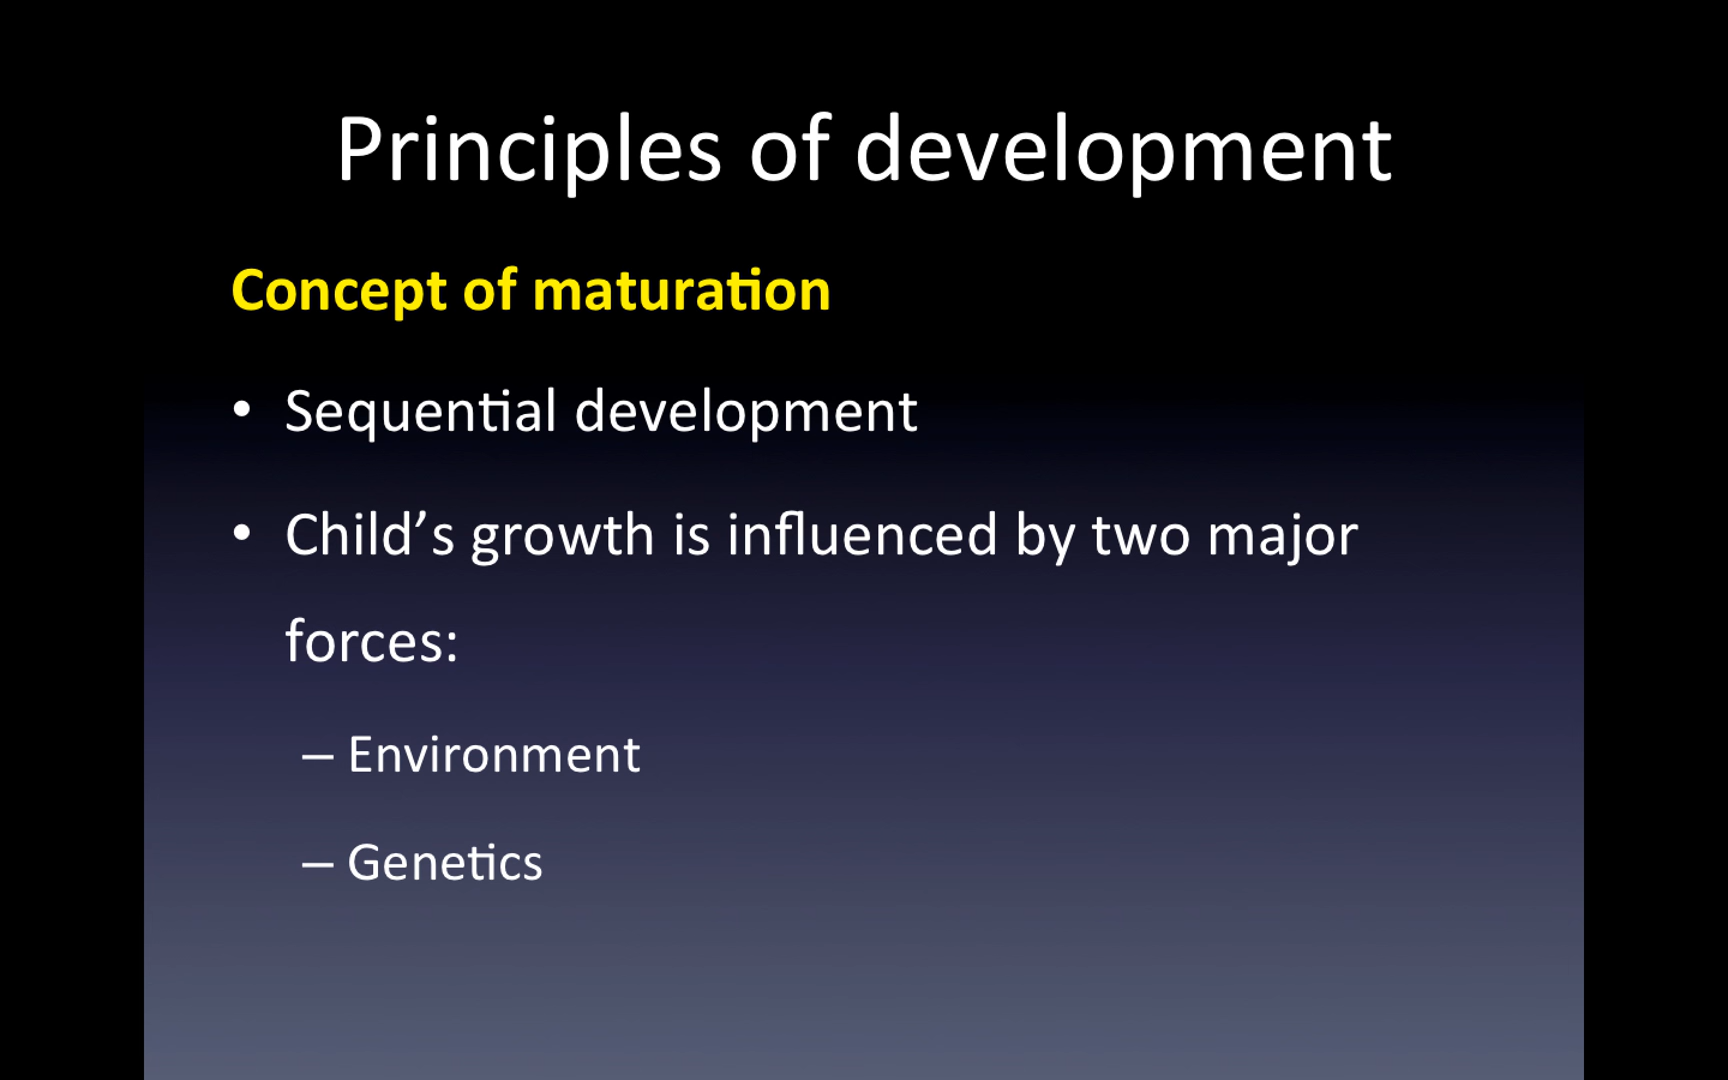 Principles of development
Concept of maturation
• Sequential development
• Child’s growth is influenced by two major
forces:
– Environment
– Genetics